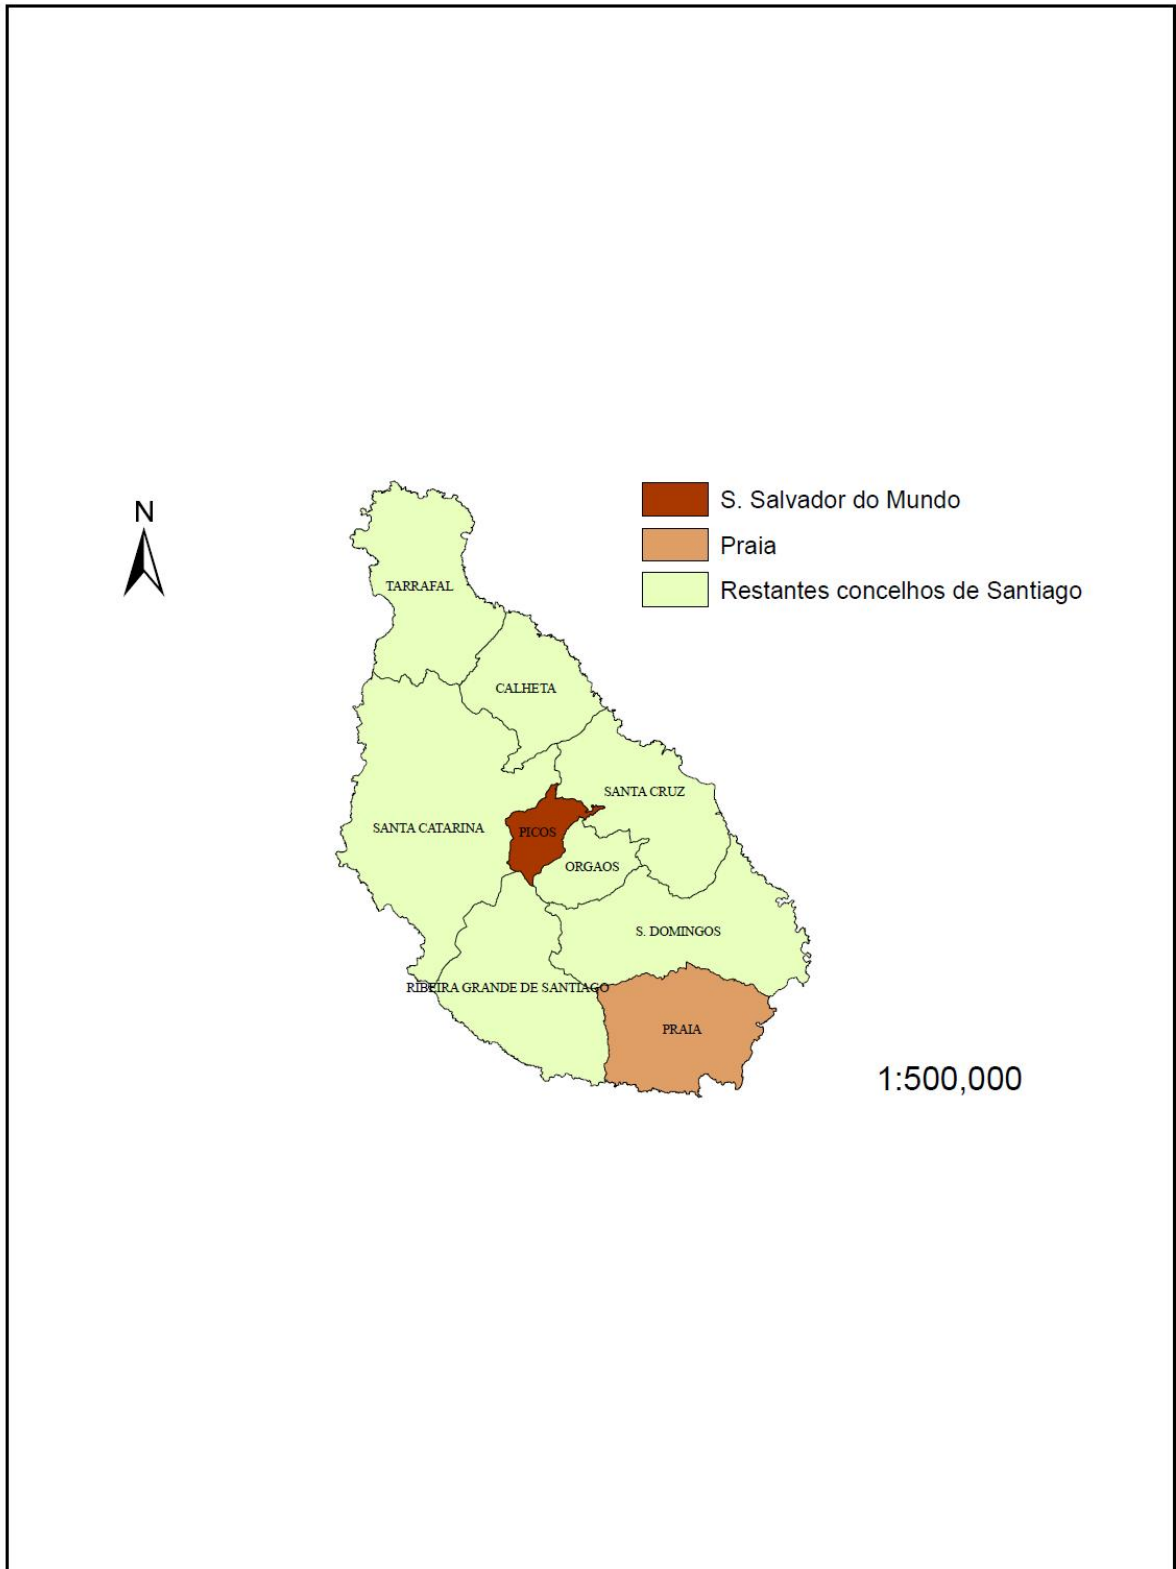 S. Salvador do Mundo
N
Praia
TARRAFAL
Restantes concelhos de Santiago
CALHETA
SANTA CRUZ
SANTA CATARINA
PICOS
ORGAOS
S. DOMINGOS
RIBEIRA GRANDE DE SANTIAGO
PRAIA
1:500,000